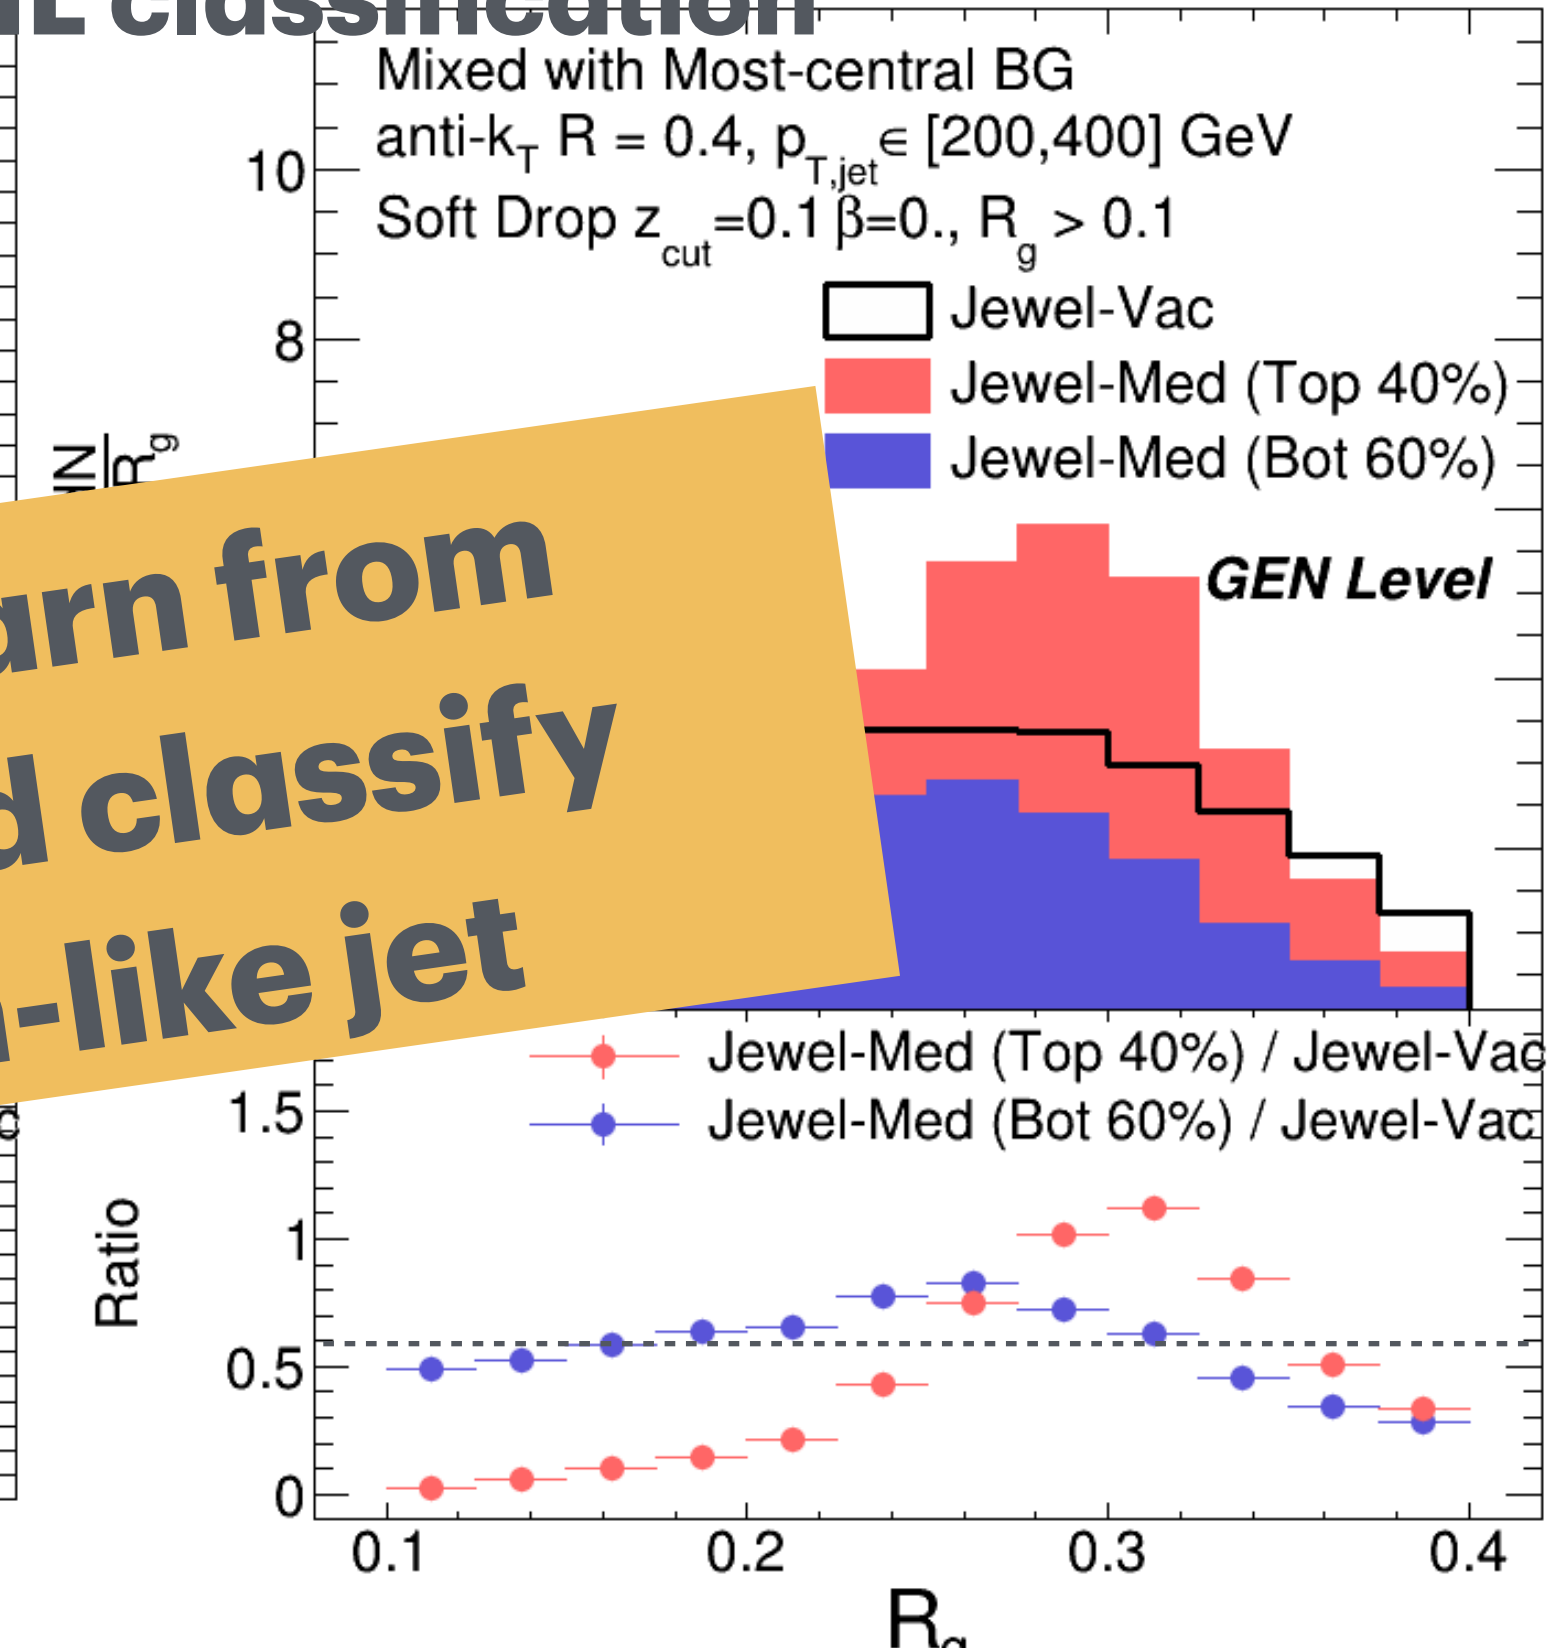 classification
Mixed with Most-central BG
anti-kT R = 0.4, pT,jet ∈ [200,400] GeV
Soft Drop zcut=0.1 β=0., Rg > 0.1
10
8
Jewel-Vac
Jewel-Med (Top 40%)
Jewel-Med (Bot 60%)
Rg
from
GEN Level
classify
-like jet
Jewel-Med (Top 40%) / Jewel-Vac
Jewel-Med (Bot 60%) / Jewel-Vac
1.5
1
0.5
0
Ratio
0.1 0.2 0.3 0.4
Rg